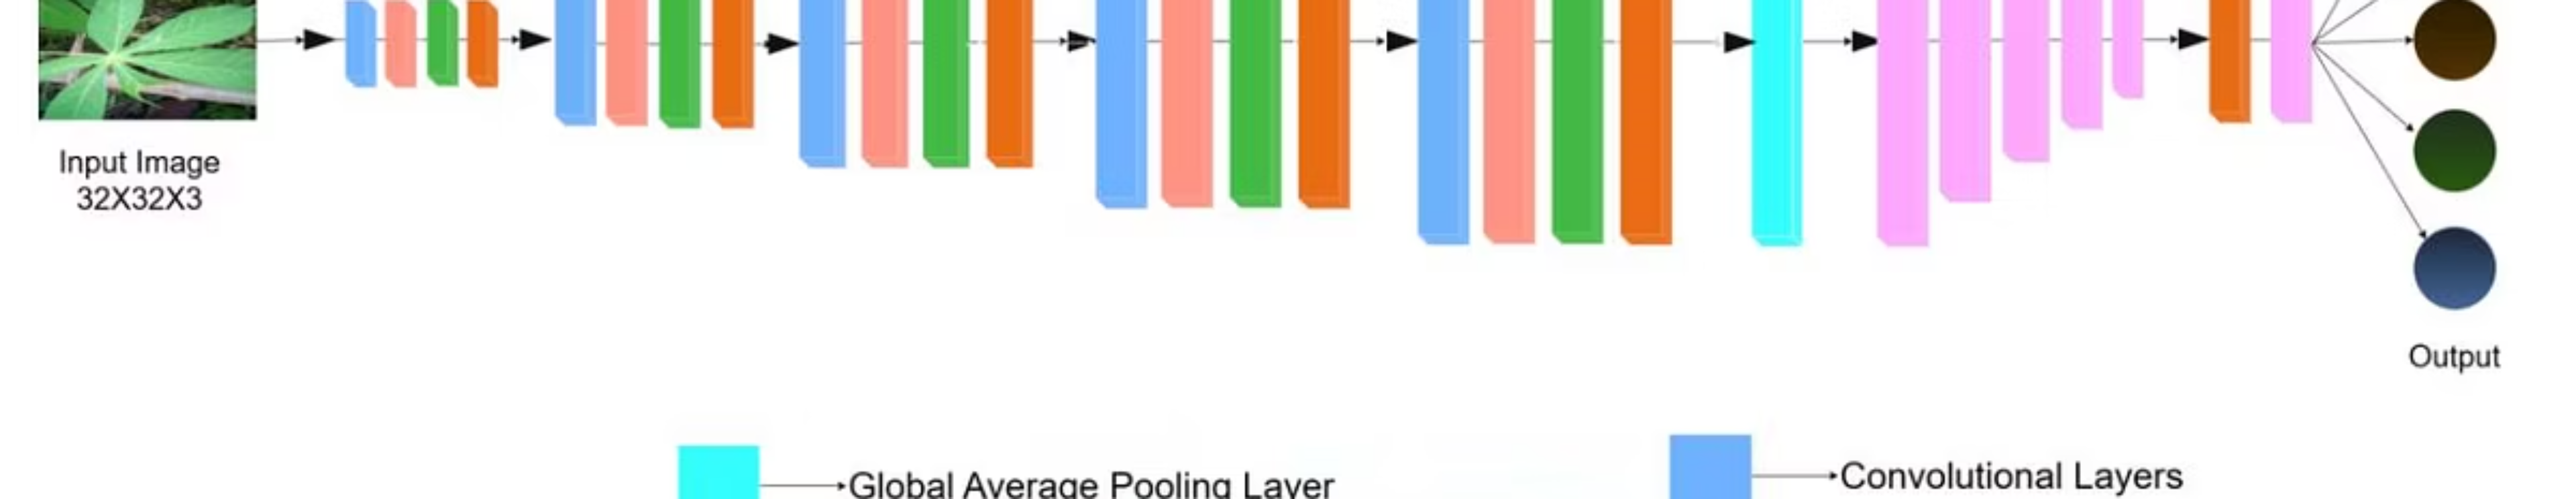 Input Image
32X32X3
Output
Global Average Pooling Layer
Convolutional Layers